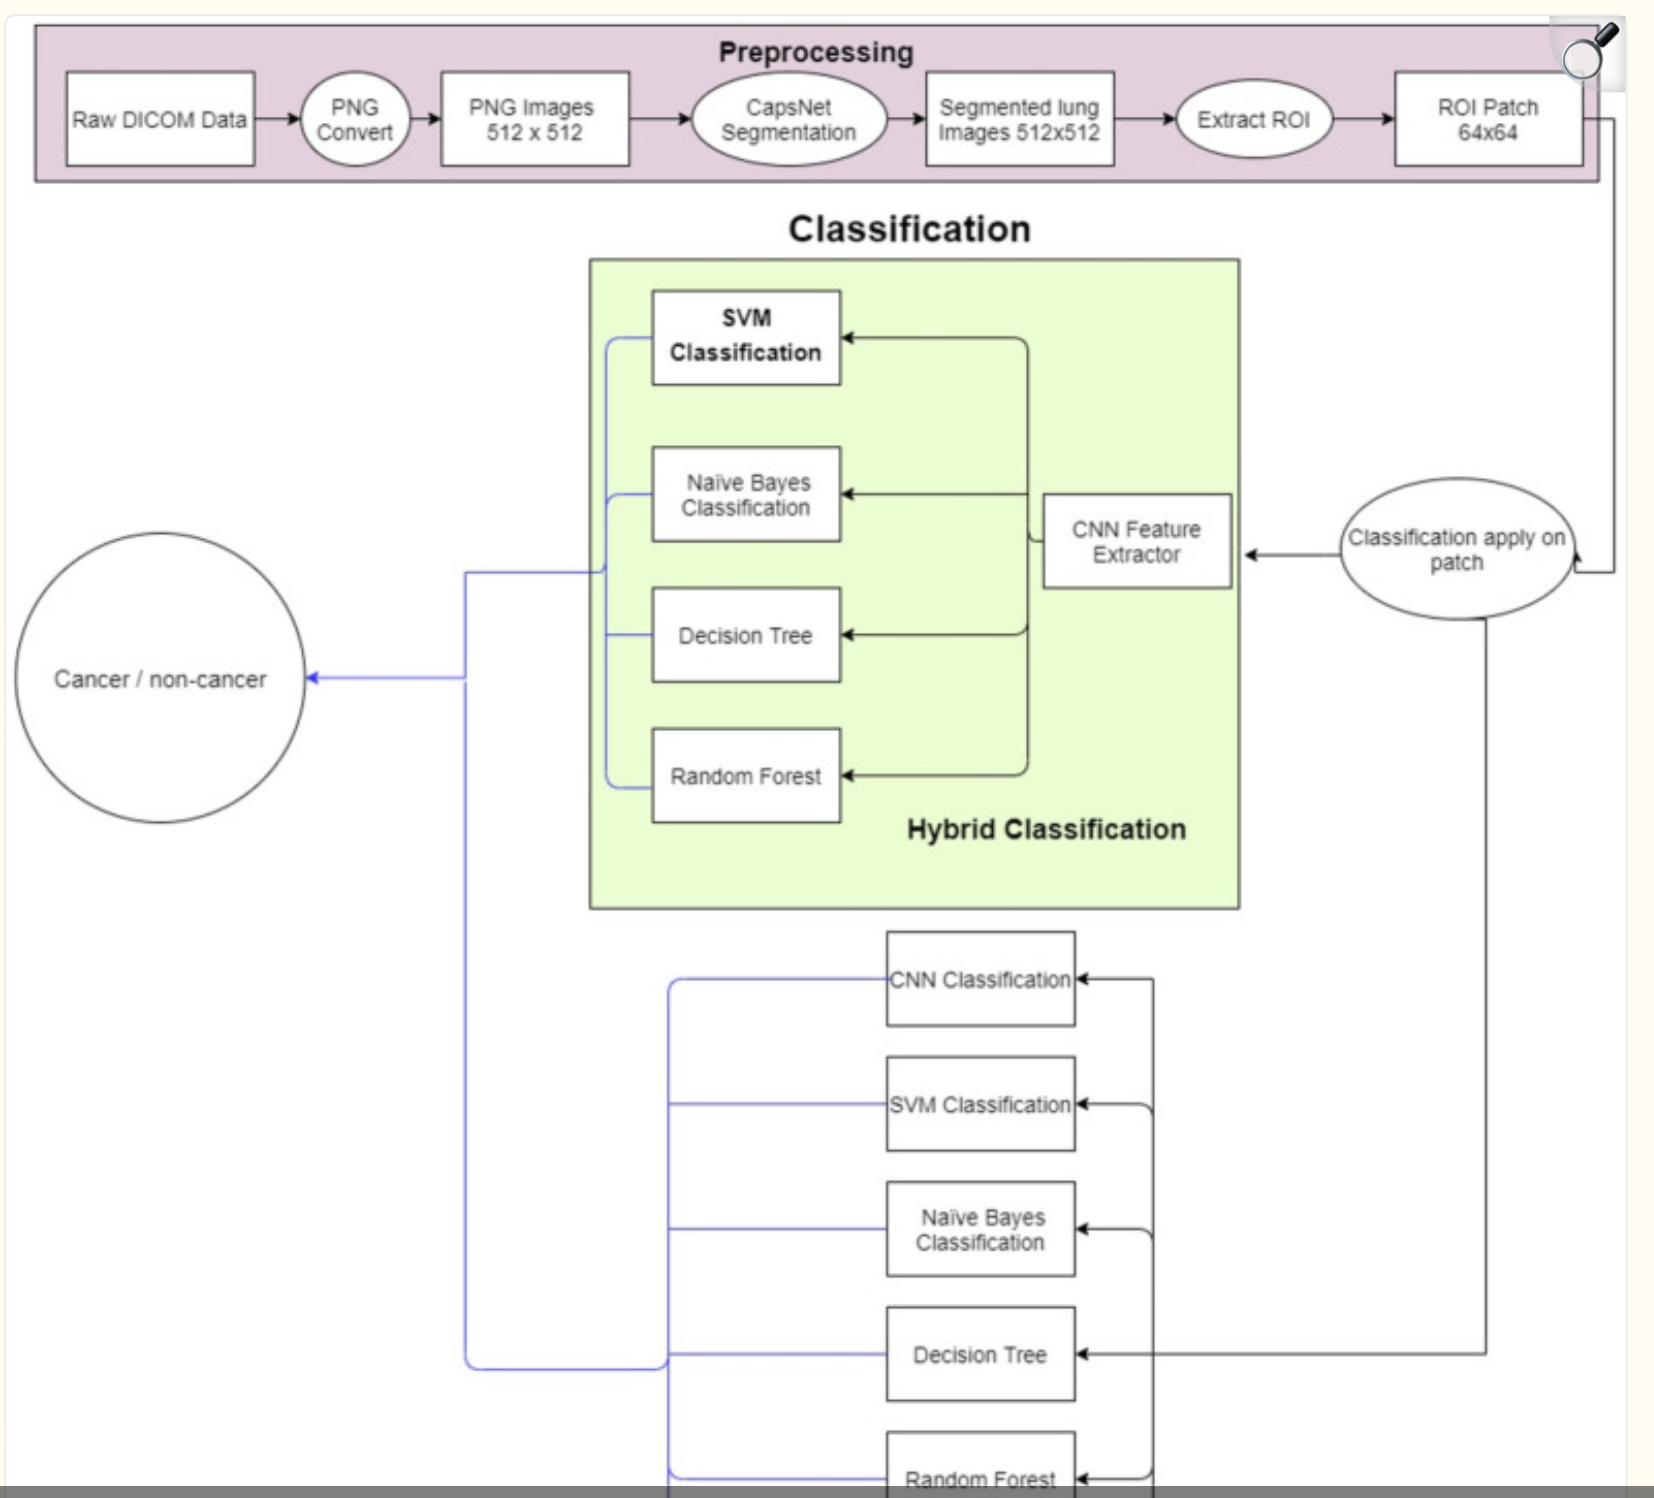 Preprocessing
Raw DICOM Data
PNG
Convert
PNG Images
512 x 512
CapsNet
Segmentation
Segmented lung
Images 512x512
Extract ROI
ROI Patch
64x64
Classification
SVM
Classification
Naïve Bayes
Classification
CNN Feature
Extractor
Classification apply on
patch
Decision Tree
Cancer / non-cancer
Random Forest
Hybrid Classification
CNN Classification
SVM Classification
Naïve Bayes
Classification
Decision Tree
Random Forest